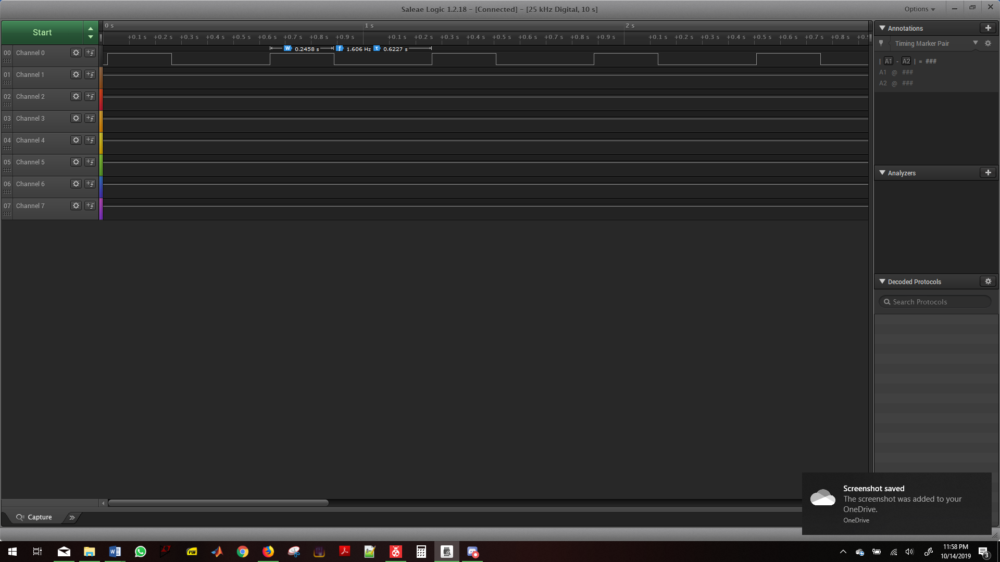 Saleae Logic 1.2.18 - [Connected] - [25 kHz Digital, 10 s]
Options
Start
0 s 1 s 2 s
+0.1 s +0.2 s +0.3 s +0.4 s +0.5 s +0.6 s +0.7 s +0.8 s +0.9 s +0.1 s +0.2 s +0.3 s +0.4 s +0.5 s +0.6 s +0.7 s +0.8 s +0.9 s +0.1 s +0.2 s +0.3 s +0.4 s +0.5 s +0.6 s +0.7 s +0.8 s
W 0.2458 s f 1.606 Hz τ 0.6227 s
00 Channel 0
01 Channel 1
02 Channel 2
03 Channel 3
04 Channel 4
05 Channel 5
06 Channel 6
07 Channel 7
Annotations
Timing Marker Pair
| A1 - A2 | = ###
A1 @ ###
A2 @ ###
Analyzers
Decoded Protocols
Search Protocols
Capture
Screenshot saved
The screenshot was added to your
OneDrive.
OneDrive
PDF
11:58 PM
10/14/2019
3